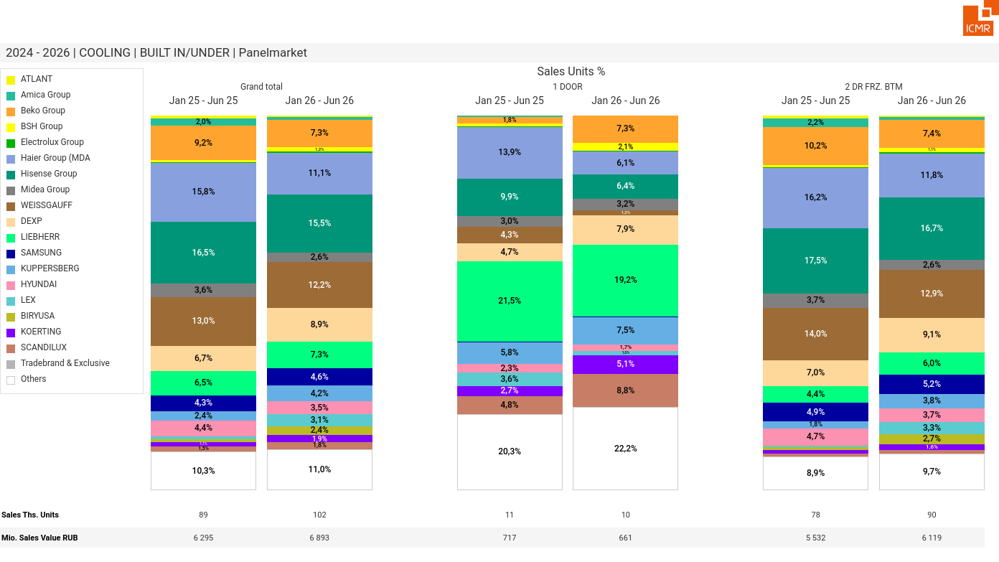 ICMR
2024 - 2026 | COOLING | BUILT IN/UNDER | Panelmarket
Sales Units %
Grand total
1 DOOR
2 DR FRZ. BTM
Jan 25 - Jun 25
Jan 26 - Jun 26
Jan 25 - Jun 25
Jan 26 - Jun 26
Jan 25 - Jun 25
Jan 26 - Jun 26
ATLANT
Amica Group
Beko Group
BSH Group
Electrolux Group
Haier Group (MDA
Hisense Group
Midea Group
WEISSGAUFF
DEXP
LIEBHERR
SAMSUNG
KUPPERSBERG
HYUNDAI
LEX
BIRYUSA
KOERTING
SCANDILUX
Tradebrand & Exclusive
Others
2,0%
9,2%
15,8%
16,5%
3,6%
13,0%
6,7%
6,5%
4,3%
2,4%
4,4%
1,5%
10,3%
7,3%
1,2%
11,1%
15,5%
2,6%
12,2%
8,9%
7,3%
4,6%
4,2%
3,5%
3,1%
2,4%
1,9%
1,8%
11,0%
1,8%
13,9%
9,9%
3,0%
4,3%
4,7%
21,5%
5,8%
2,3%
3,6%
2,7%
4,8%
20,3%
7,3%
2,1%
6,1%
6,4%
3,2%
1,2%
7,9%
19,2%
7,5%
1,7%
5,1%
8,8%
22,2%
2,2%
10,2%
16,2%
17,5%
3,7%
14,0%
7,0%
4,4%
4,9%
1,8%
4,7%
8,9%
7,4%
1,1%
11,8%
16,7%
2,6%
12,9%
9,1%
6,0%
5,2%
3,8%
3,7%
3,3%
2,7%
1,6%
9,7%
Sales Ths. Units 89 102 11 10 78 90
Mio. Sales Value RUB 6 295 6 893 717 661 5 532 6 119